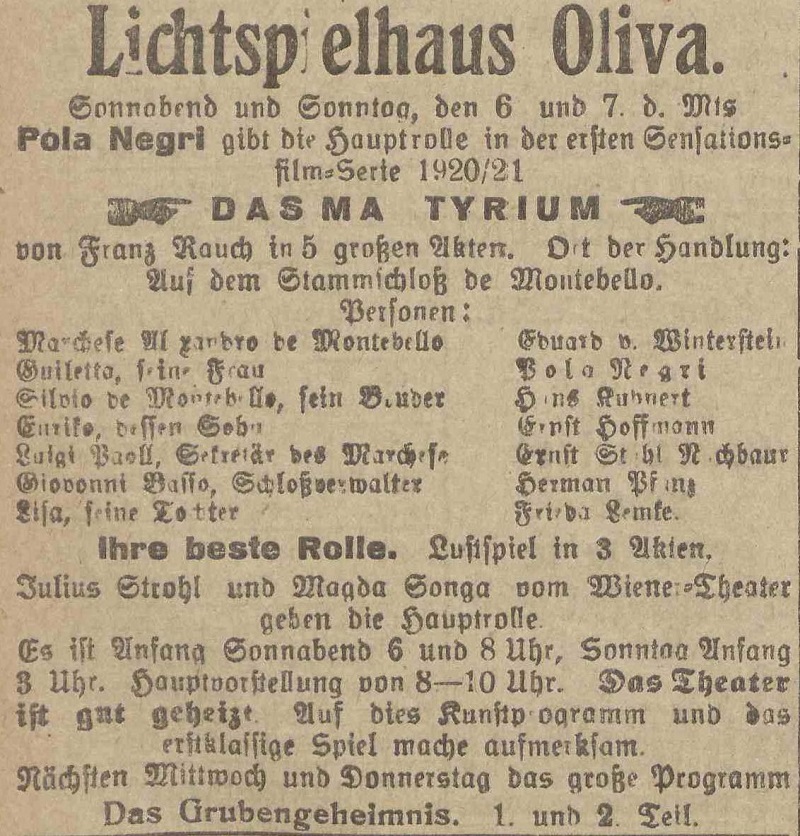 Lichtspielhaus Oliva.
Sonnabend und Sonntag, den 6 und 7. d. Mts
Pola Negri gibt die Hauptrolle in der ersten Sensations-
film-Serie 1920/21
DAS MA TYRIUM
von Franz Rauch in 5 großen Akten. Ort der Handlung:
Auf dem Stammschloß de Montebello.
Personen:
Marchese Al xandro de Montebello Eduard v. Winterstein
Guiletta, seine Frau Pola Negri
Silvio de Montebello, sein Bruder Hans Kuhnert
Enriko, dessen Sohn Ernst Hoffmann
Luigi Paoli, Sekretär des Marchese Ernst Stahl Nachbaur
Giovonni Basso, Schloßverwalter Herman Pfanz
Lisa, seine Totter Frieda Lemke.
Ihre beste Rolle. Lustspiel in 3 Akten.
Julius Strohl und Magda Songa vom Wiener-Theater
geben die Hauptrolle.
Es ist Anfang Sonnabend 6 und 8 Uhr, Sonntag Anfang
3 Uhr. Hauptvorstellung von 8—10 Uhr. Das Theater
ist gut geheizt. Auf dies Kunstprogramm und das
erstklassige Spiel mache aufmerksam.
Nächsten Mittwoch und Donnerstag das große Programm
Das Grubengeheimnis. 1. und 2. Teil.